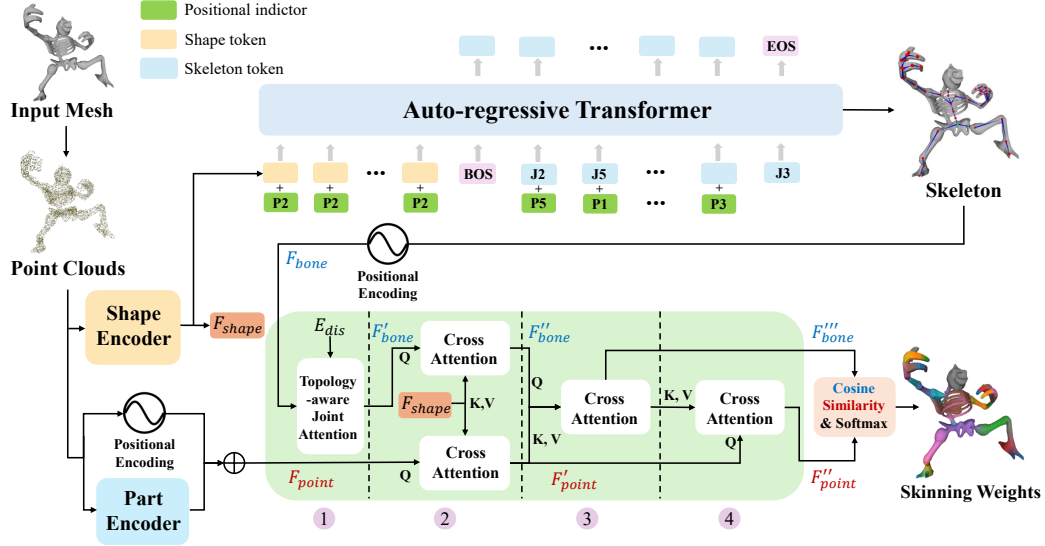 Positional indictor
Shape token
Skeleton token
Input Mesh
Point Clouds
... EOS
Auto-regressive Transformer
... BOS J2 J5 ... J3
+ + + + + +
P2 P2 P2 P5 P1 ... P3
Skeleton
F_bone
Positional
Encoding
Shape
Encoder
F_shape
E_dis
Topology
-aware
Joint
Attention
F'_bone
Q
Cross
Attention
F_shape
K,V
Q
Cross
Attention
F''_bone
Q
K, V
F'_point
Cross
Attention
K, V
Cross
Attention
Q
F'''_bone
Cosine
Similarity
& Softmax
F''_point
Skinning Weights
Positional
Encoding
Part
Encoder
F_point
1 2 3 4